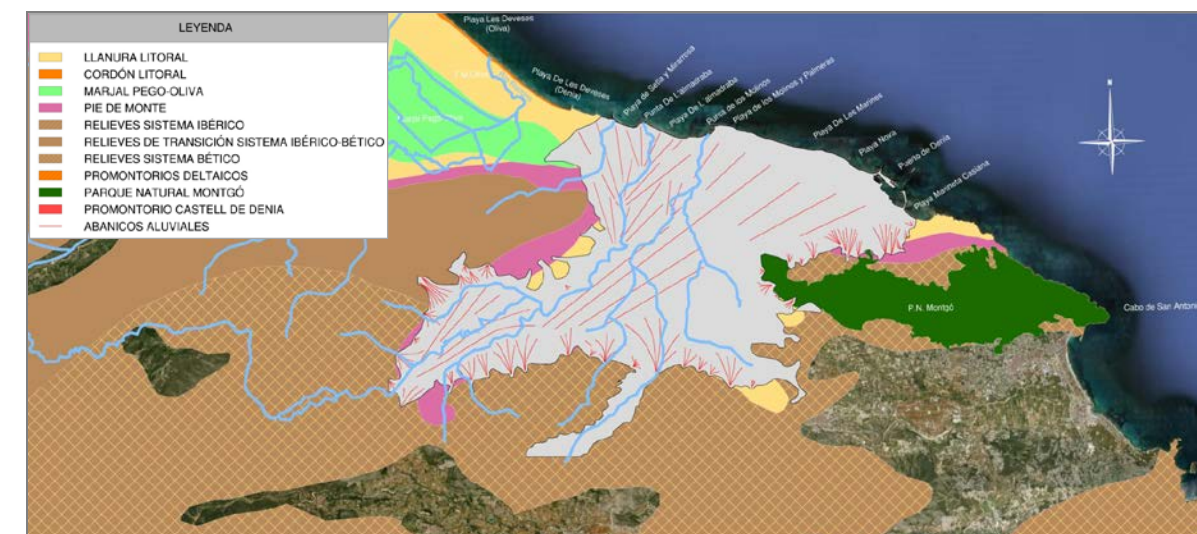 LEYENDA
LLANURA LITORAL
CORDÓN LITORAL
MARJAL PEGO-OLIVA
PIE DE MONTE
RELIEVES SISTEMA IBÉRICO
RELIEVES DE TRANSICIÓN SISTEMA IBÉRICO-BÉTICO
RELIEVES SISTEMA BÉTICO
PROMONTORIOS DELTAICOS
PARQUE NATURAL MONTGÓ
PROMONTORIO CASTELL DE DENIA
ABANICOS ALUVIALES
Playa Les Deveses
(Oliva)
Playa De Les Deveses
(Denia)
Playa de Setla y Mirarrosa
Punta De L'almadraba
Playa De L'almadraba
Punta de los Molinos
Playa de los Molinos y Palmeras
Playa De Les Marines
Playa Nova
Puerto de Denia
Playa Marineta Casiana
Marjal Pego-Oliva
P.N. Montgó
Cabo de San Antonio